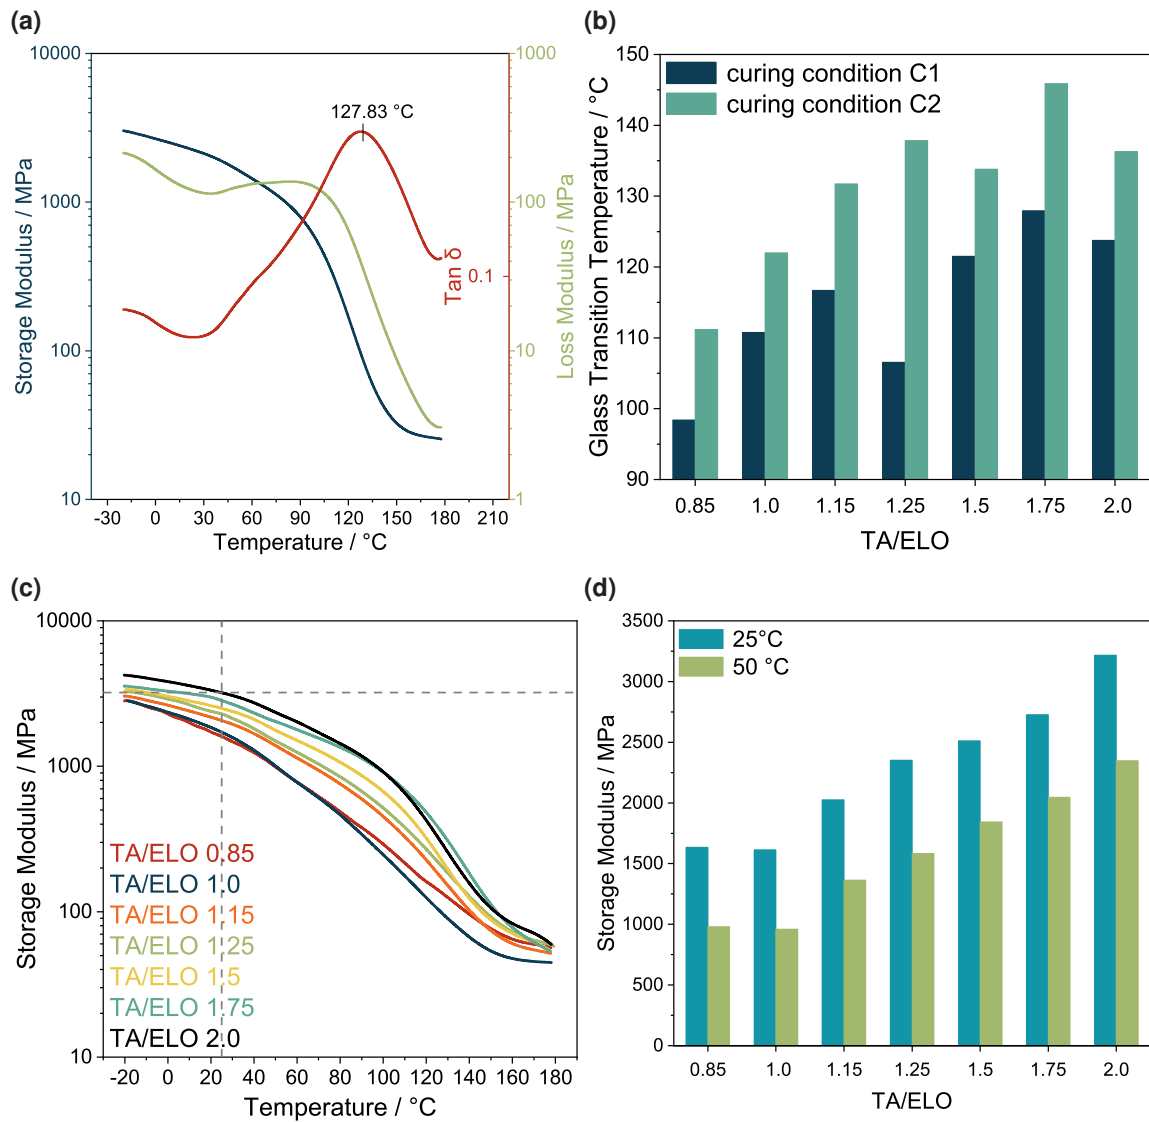 (a)
10000
1000
100
10
Storage Modulus / MPa
127.83 °C
Tan δ
0.1
1000
100
10
1
Loss Modulus / MPa
-30 0 30 60 90 120 150 180 210
Temperature / °C
(b)
150
140
130
120
110
100
90
Glass Transition Temperature / °C
curing condition C1
curing condition C2
0.85 1.0 1.15 1.25 1.5 1.75 2.0
TA/ELO
(c)
10000
1000
100
10
Storage Modulus / MPa
TA/ELO 0.85
TA/ELO 1.0
TA/ELO 1.15
TA/ELO 1.25
TA/ELO 1.5
TA/ELO 1.75
TA/ELO 2.0
-20 0 20 40 60 80 100 120 140 160 180
Temperature / °C
(d)
3500
3000
2500
2000
1500
1000
500
0
Storage Modulus / MPa
25°C
50 °C
0.85 1.0 1.15 1.25 1.5 1.75 2.0
TA/ELO